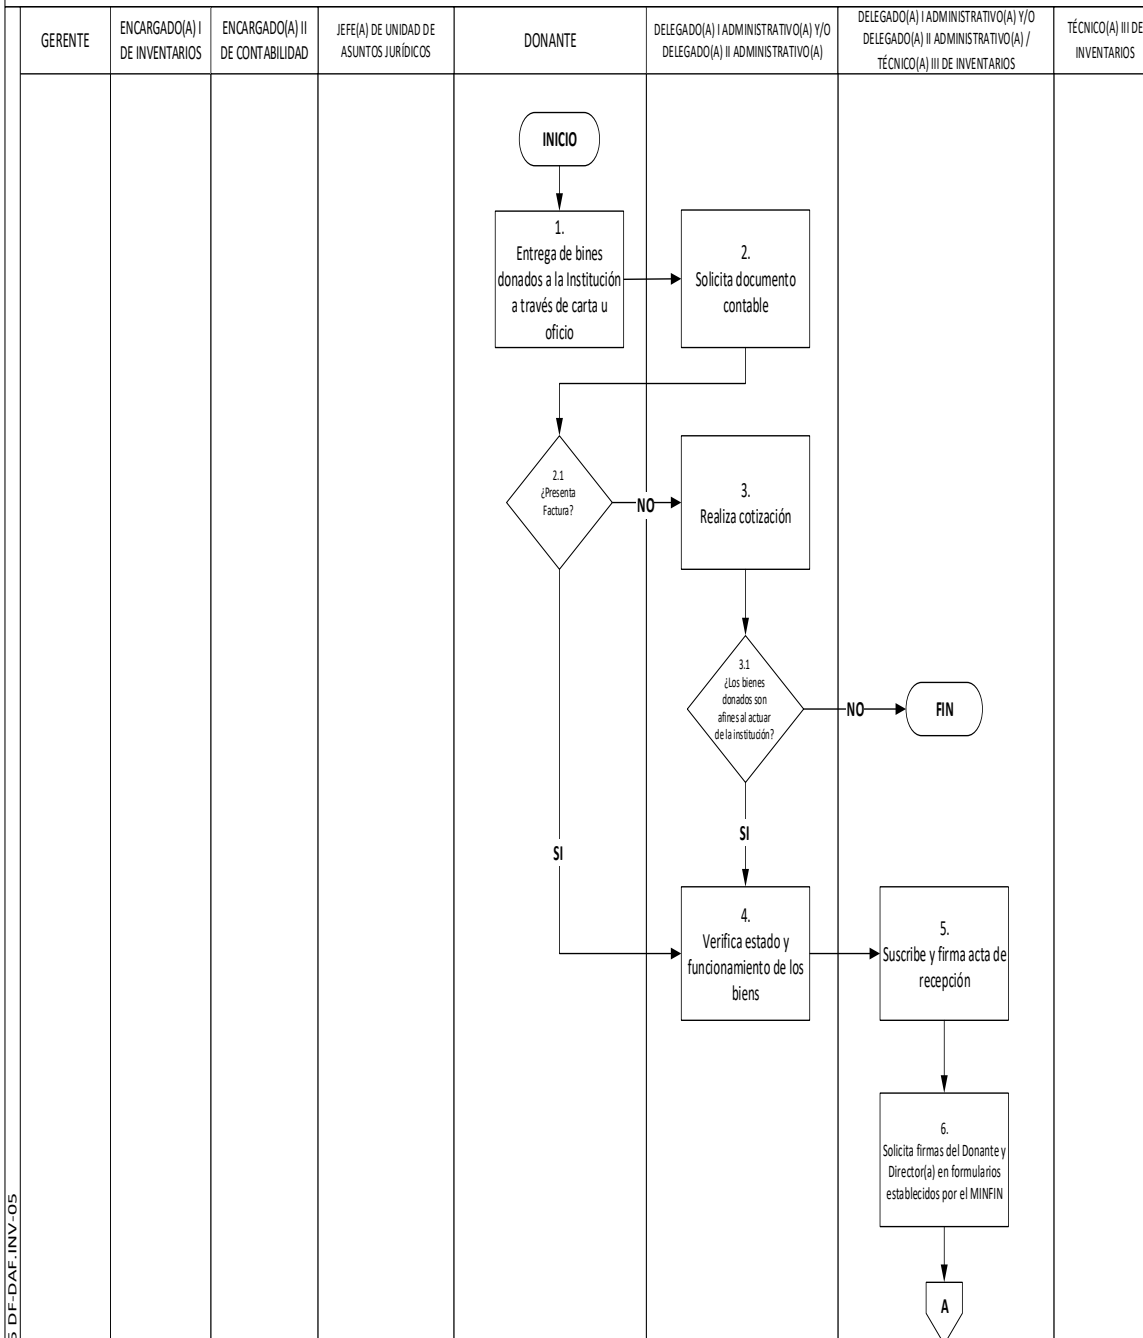 GERENTE
ENCARGADO(A) I
DE INVENTARIOS
ENCARGADO(A) II
DE CONTABILIDAD
JEFE(A) DE UNIDAD DE
ASUNTOS JURÍDICOS
DONANTE
DELEGADO(A) I ADMINISTRATIVO(A) Y/O
DELEGADO(A) II ADMINISTRATIVO(A)
DELEGADO(A) I ADMINISTRATIVO(A) Y/O
DELEGADO(A) II ADMINISTRATIVO(A) /
TÉCNICO(A) III DE INVENTARIOS
TÉCNICO(A) III DE
INVENTARIOS
INICIO
1.
Entrega de bines
donados a la Institución
a través de carta u
oficio
2.
Solicita documento
contable
2.1
¿Presenta
Factura?
NO
3.
Realiza cotización
3.1
¿Los bienes
donados son
afines al actuar
de la institución?
NO
FIN
SI
SI
4.
Verifica estado y
funcionamiento de los
biens
5.
Suscribe y firma acta de
recepción
6.
Solicita firmas del Donante y
Director(a) en formularios
establecidos por el MINFIN
A
DF-DAF.INV-05